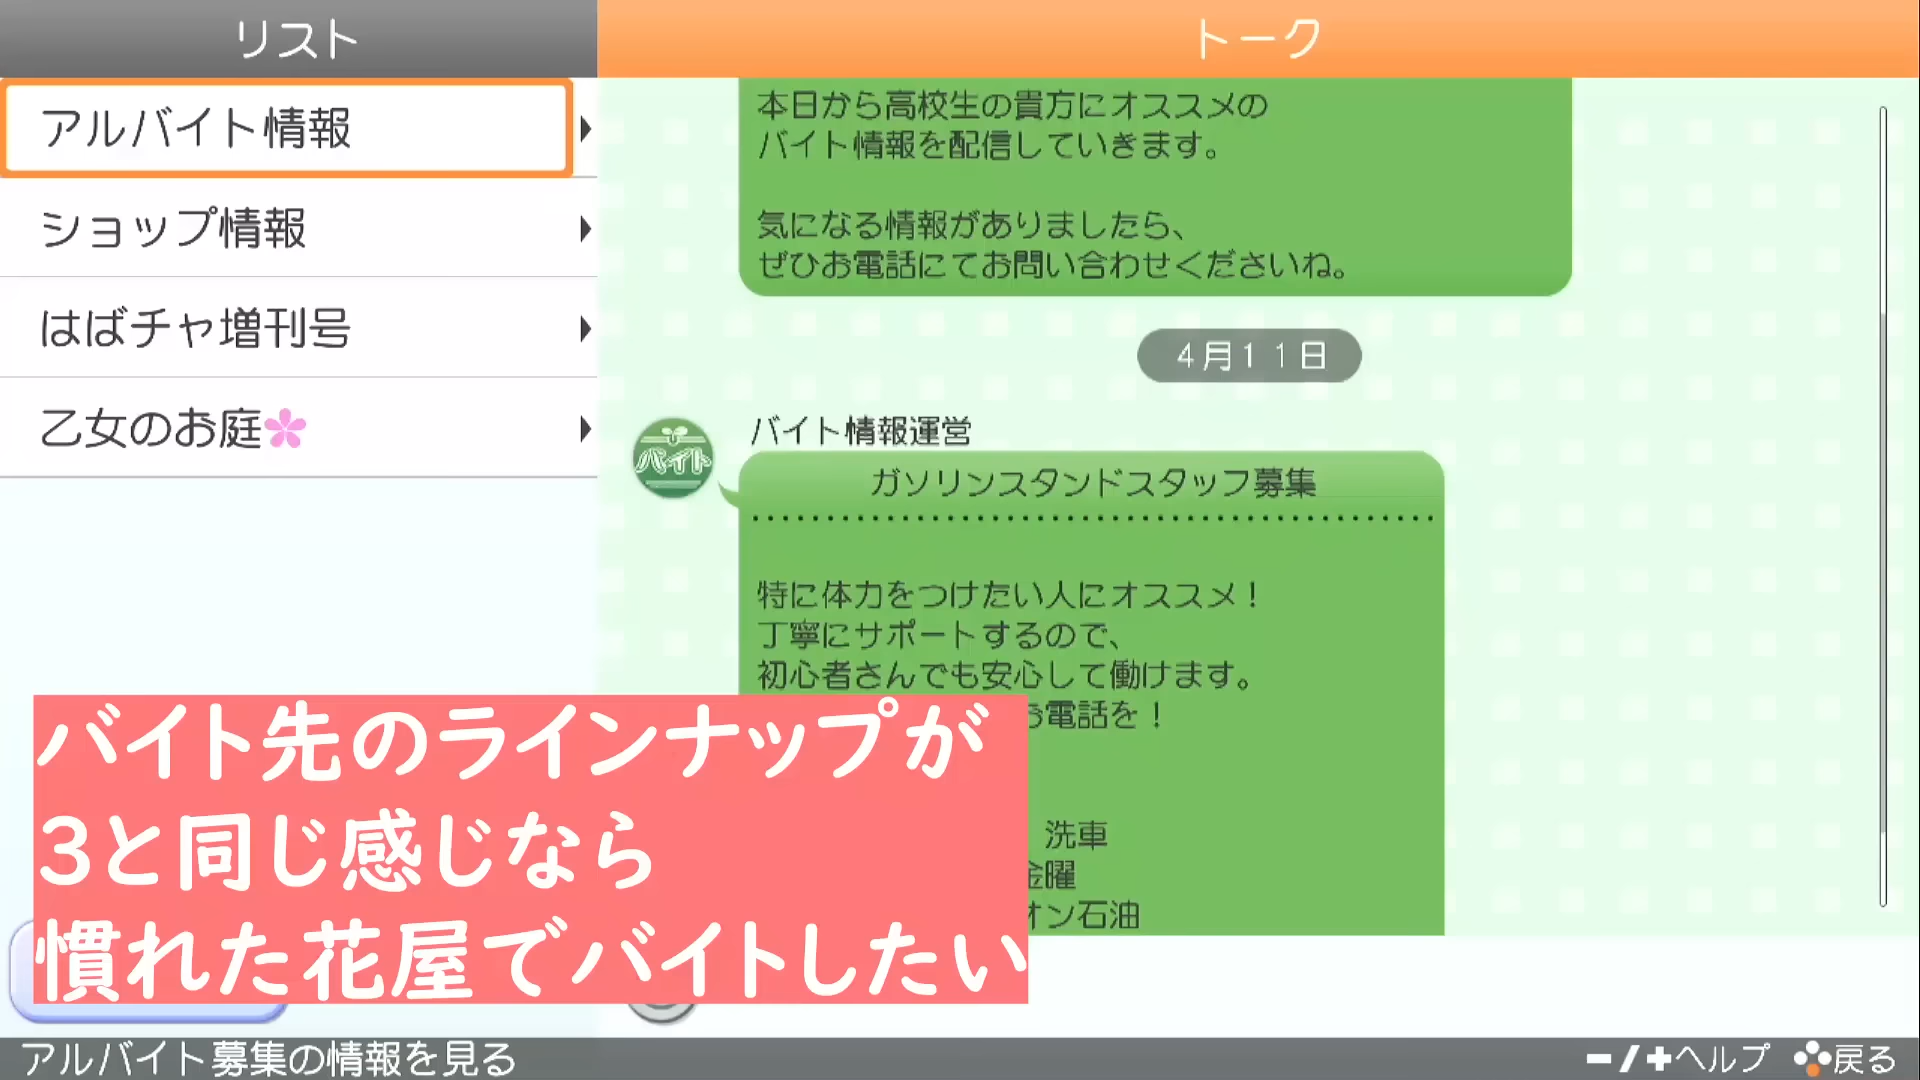 リスト
トーク
アルバイト情報
ショップ情報
はばチャ増刊号
乙女のお庭
本日から高校生の貴方にオススメの
バイト情報を配信していきます。
気になる情報がありましたら、
ぜひお電話にてお問い合わせくださいね。
4月11日
バイト
バイト情報運営
ガソリンスタンドスタッフ募集
特に体力をつけたい人にオススメ！
丁寧にサポートするので、
初心者さんでも安心して働けます。
お電話を！
洗車
金曜
オン石油
バイト先のラインナップが
3と同じ感じなら
慣れた花屋でバイトしたい
アルバイト募集の情報を見る
ー/+ヘルプ 戻る